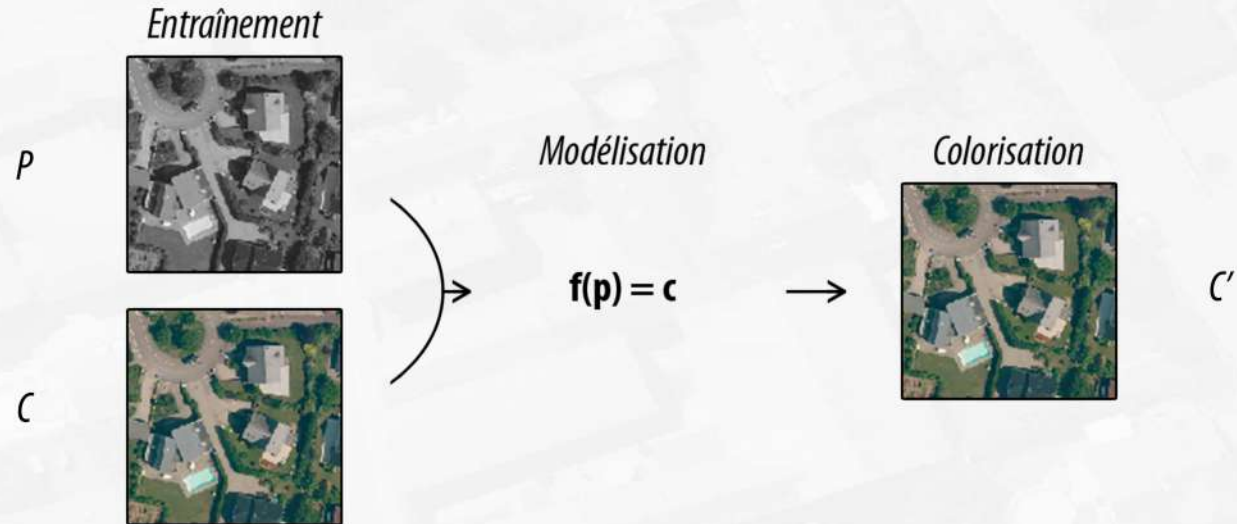 Entraînement
P
Modélisation
Colorisation
f(p) = c
C'
C